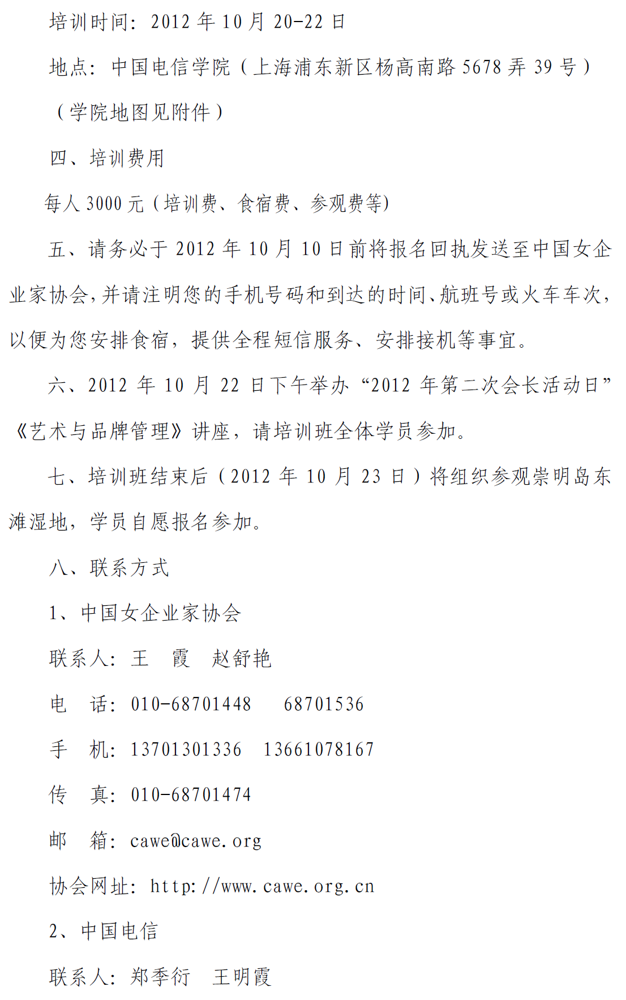 培训时间：2012 年 10 月 20-22 日
地点：中国电信学院（上海浦东新区杨高南路 5678 弄 39 号）
（学院地图见附件）
四、培训费用
每人 3000 元（培训费、食宿费、参观费等)
五、请务必于 2012 年 10 月 10 日前将报名回执发送至中国女企
业家协会，并请注明您的手机号码和到达的时间、航班号或火车车次，
以便为您安排食宿，提供全程短信服务、安排接机等事宜。
六、2012 年 10 月 22 日下午举办 “2012 年第二次会长活动日”
《艺术与品牌管理》讲座，请培训班全体学员参加。
七、培训班结束后（2012 年 10 月 23 日）将组织参观崇明岛东
滩湿地，学员自愿报名参加。
八、联系方式
1、中国女企业家协会
联系人：王　霞　赵舒艳
电　话：010-68701448　68701536
手　机：13701301336　13661078167
传　真：010-68701474
邮　箱：cawe@cawe.org
协会网址：http://www.cawe.org.cn
2、中国电信
联系人：郑季衍　王明霞